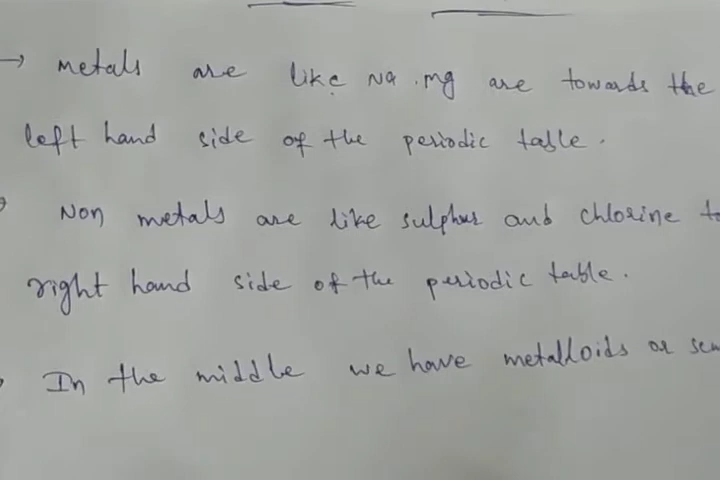 → Metals are like Na . Mg are towards the
left hand side of the periodic table .
Non metals are like sulphur and chlorine to
right hand side of the periodic table .
In the middle we have metalloids or sem